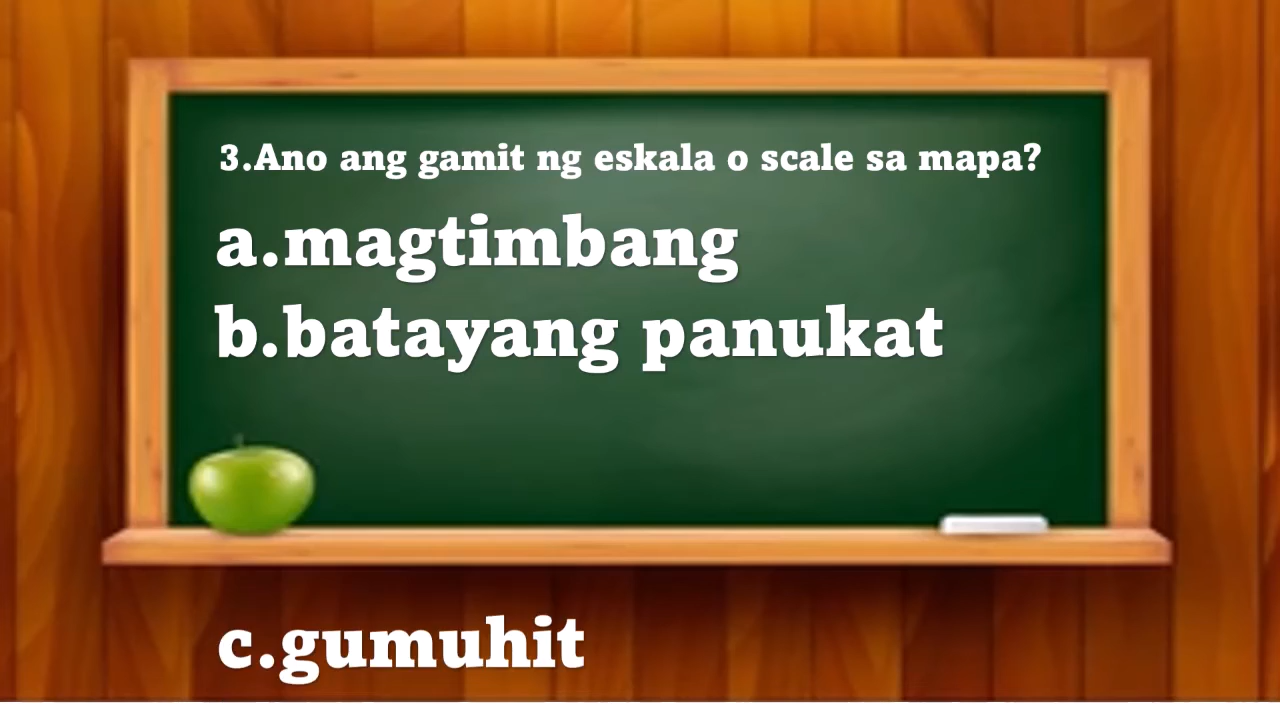 3.Ano ang gamit ng eskala o scale sa mapa?
a.magtimbang
b.batayang panukat
c.gumuhit